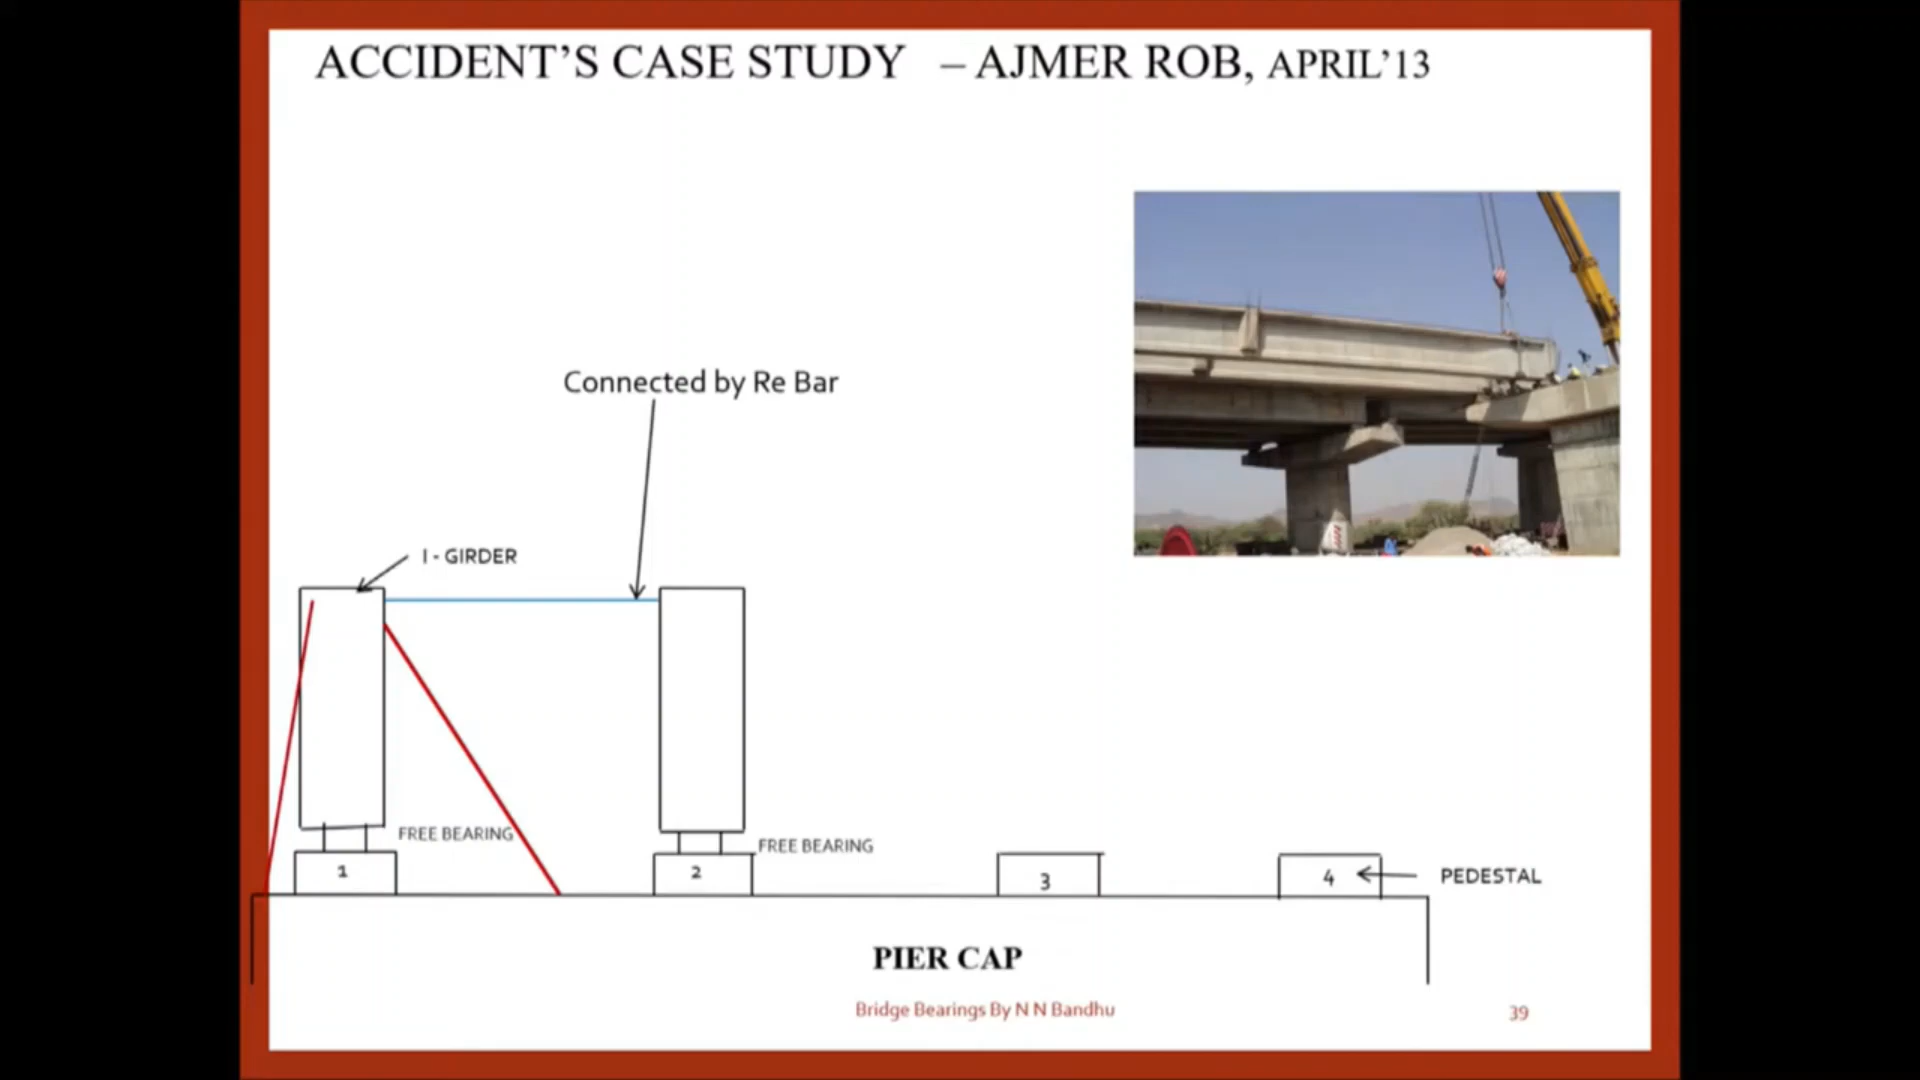 ACCIDENT’S CASE STUDY – AJMER ROB, APRIL’13
Connected by Re Bar
I - GIRDER
FREE BEARING
FREE BEARING
1
2
3
4
PEDESTAL
PIER CAP
Bridge Bearings By N N Bandhu
39